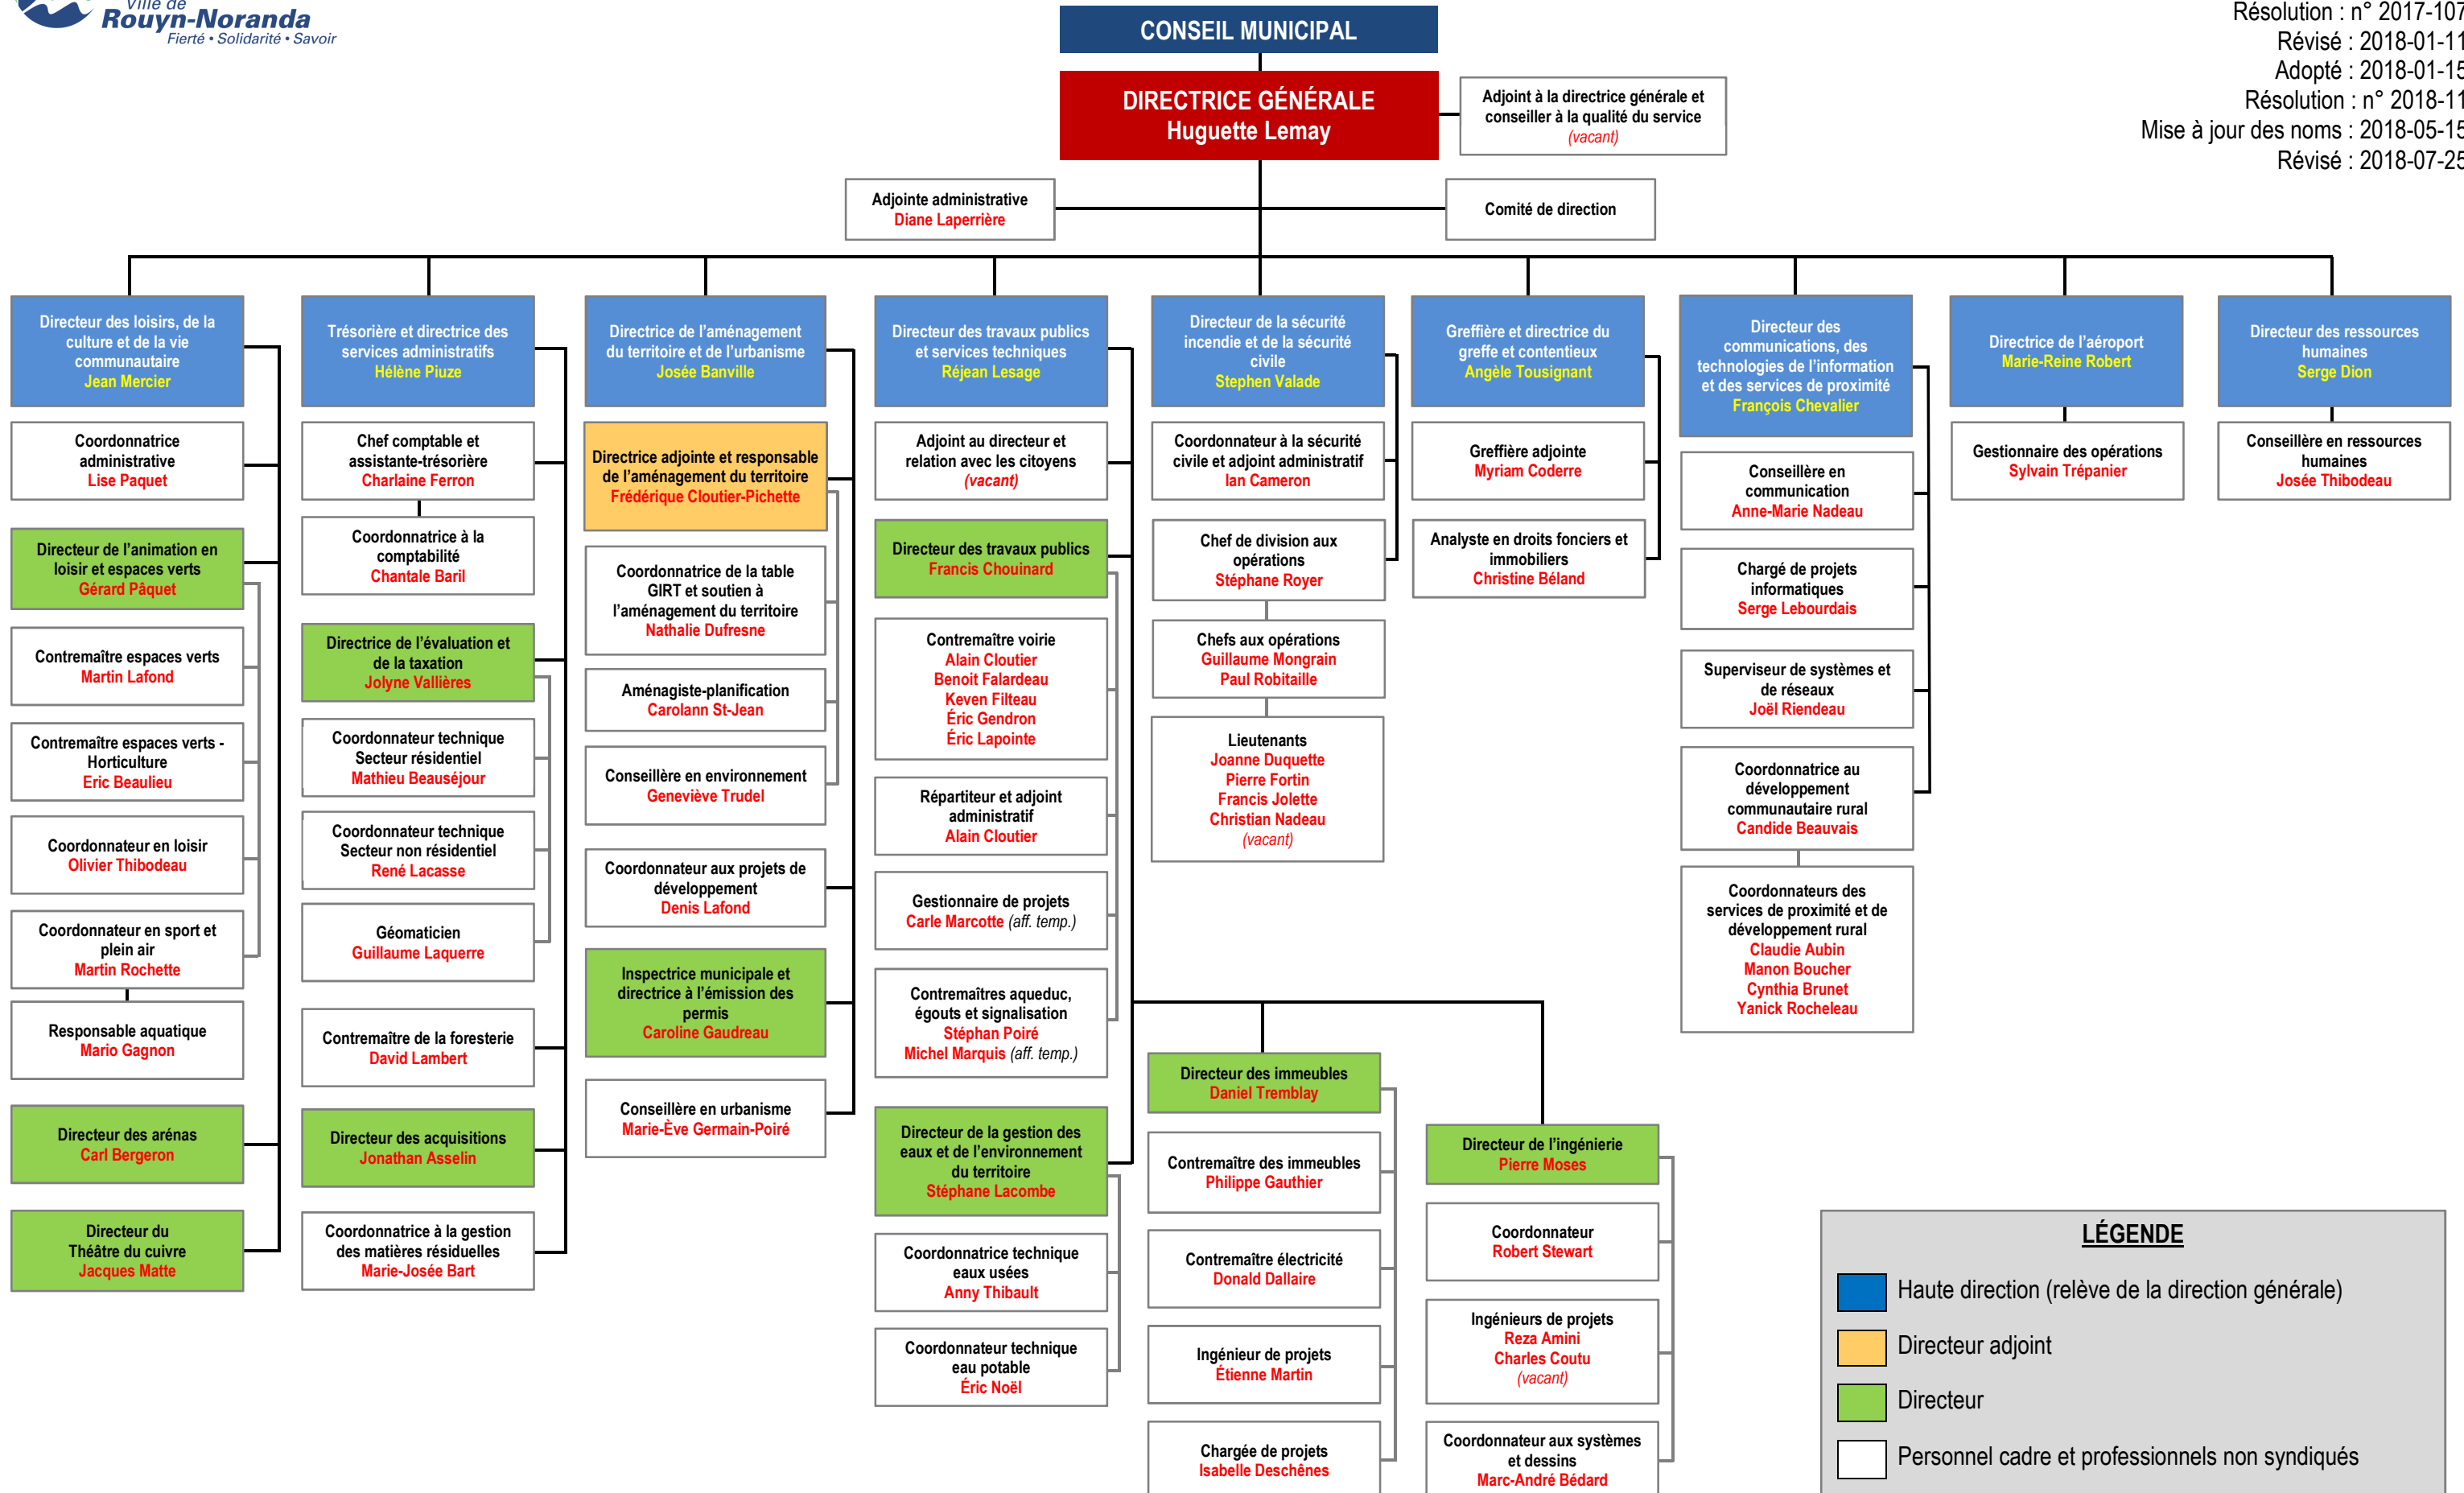 Ville de
Rouyn-Noranda
Fierté • Solidarité • Savoir
Résolution : n° 2017-107
Révisé : 2018-01-11
Adopté : 2018-01-15
Résolution : n° 2018-11
Mise à jour des noms : 2018-05-15
Révisé : 2018-07-25
CONSEIL MUNICIPAL
DIRECTRICE GÉNÉRALE
Huguette Lemay
Adjoint à la directrice générale et
conseiller à la qualité du service
(vacant)
Adjointe administrative
Diane Laperrière
Comité de direction
Directeur des loisirs, de la
culture et de la vie
communautaire
Jean Mercier
Coordonnatrice
administrative
Lise Paquet
Directeur de l'animation en
loisir et espaces verts
Gérard Pâquet
Contremaître espaces verts
Martin Lafond
Contremaître espaces verts -
Horticulture
Eric Beaulieu
Coordonnateur en loisir
Olivier Thibodeau
Coordonnateur en sport et
plein air
Martin Rochette
Responsable aquatique
Mario Gagnon
Directeur des arénas
Carl Bergeron
Directeur du
Théâtre du cuivre
Jacques Matte
Trésorière et directrice des
services administratifs
Hélène Piuze
Chef comptable et
assistante-trésorière
Charlaine Ferron
Coordonnatrice à la
comptabilité
Chantale Baril
Directrice de l'évaluation et
de la taxation
Jolyne Vallières
Coordonnateur technique
Secteur résidentiel
Mathieu Beauséjour
Coordonnateur technique
Secteur non résidentiel
René Lacasse
Géomaticien
Guillaume Laquerre
Contremaître de la foresterie
David Lambert
Directeur des acquisitions
Jonathan Asselin
Coordonnatrice à la gestion
des matières résiduelles
Marie-Josée Bart
Directrice de l'aménagement
du territoire et de l'urbanisme
Josée Banville
Directrice adjointe et responsable
de l'aménagement du territoire
Frédérique Cloutier-Pichette
Coordonnatrice de la table
GIRT et soutien à
l'aménagement du territoire
Nathalie Dufresne
Aménagiste-planification
Carolann St-Jean
Conseillère en environnement
Geneviève Trudel
Coordonnateur aux projets de
développement
Denis Lafond
Inspectrice municipale et
directrice à l'émission des
permis
Caroline Gaudreau
Conseillère en urbanisme
Marie-Ève Germain-Poiré
Directeur des travaux publics
et services techniques
Réjean Lesage
Adjoint au directeur et
relation avec les citoyens
(vacant)
Directeur des travaux publics
Francis Chouinard
Contremaître voirie
Alain Cloutier
Benoit Falardeau
Keven Filteau
Éric Gendron
Éric Lapointe
Répartiteur et adjoint
administratif
Alain Cloutier
Gestionnaire de projets
Carle Marcotte (aff. temp.)
Contremaîtres aqueduc,
égouts et signalisation
Stéphan Poiré
Michel Marquis (aff. temp.)
Directeur de la gestion des
eaux et de l'environnement
du territoire
Stéphane Lacombe
Coordonnatrice technique
eaux usées
Anny Thibault
Coordonnateur technique
eau potable
Éric Noël
Directeur des immeubles
Daniel Tremblay
Contremaître des immeubles
Philippe Gauthier
Contremaître électricité
Donald Dallaire
Ingénieur de projets
Étienne Martin
Chargée de projets
Isabelle Deschênes
Directeur de l'ingénierie
Pierre Moses
Coordonnateur
Robert Stewart
Ingénieurs de projets
Reza Amini
Charles Coutu
(vacant)
Coordonnateur aux systèmes
et dessins
Marc-André Bédard
Directeur de la sécurité
incendie et de la sécurité
civile
Stephen Valade
Coordonnateur à la sécurité
civile et adjoint administratif
Ian Cameron
Chef de division aux
opérations
Stéphane Royer
Chefs aux opérations
Guillaume Mongrain
Paul Robitaille
Lieutenants
Joanne Duquette
Pierre Fortin
Francis Jolette
Christian Nadeau
(vacant)
Greffière et directrice du
greffe et contentieux
Angèle Tousignant
Greffière adjointe
Myriam Coderre
Analyste en droits fonciers et
immobiliers
Christine Béland
Directeur des
communications, des
technologies de l'information
et des services de proximité
François Chevalier
Conseillère en
communication
Anne-Marie Nadeau
Chargé de projets
informatiques
Serge Lebourdais
Superviseur de systèmes et
de réseaux
Joël Riendeau
Coordonnatrice au
développement
communautaire rural
Candide Beauvais
Coordonnateurs des
services de proximité et de
développement rural
Claudie Aubin
Manon Boucher
Cynthia Brunet
Yanick Rocheleau
Directrice de l'aéroport
Marie-Reine Robert
Gestionnaire des opérations
Sylvain Trépanier
Directeur des ressources
humaines
Serge Dion
Conseillère en ressources
humaines
Josée Thibodeau
LÉGENDE
Haute direction (relève de la direction générale)
Directeur adjoint
Directeur
Personnel cadre et professionnels non syndiqués